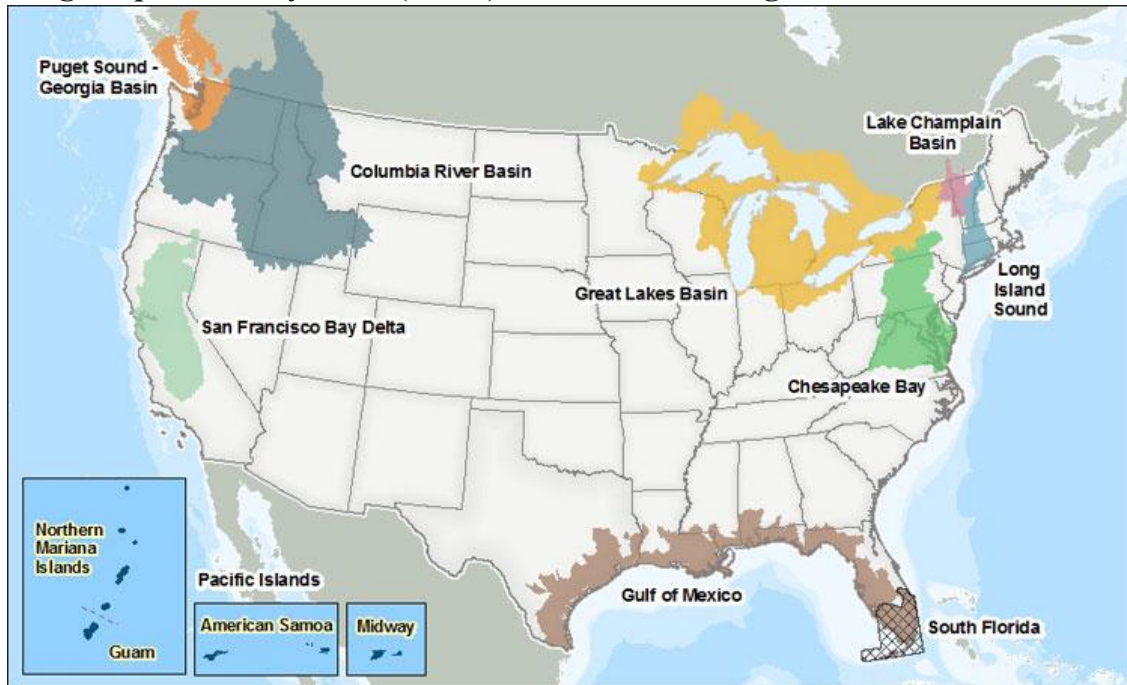 Puget Sound -
Georgia Basin
Lake Champlain
Basin
Columbia River Basin
Great Lakes Basin
Long
Island
Sound
San Francisco Bay Delta
Chesapeake Bay
Northern
Mariana
Islands
Guam
Pacific Islands
American Samoa
Midway
Gulf of Mexico
South Florida